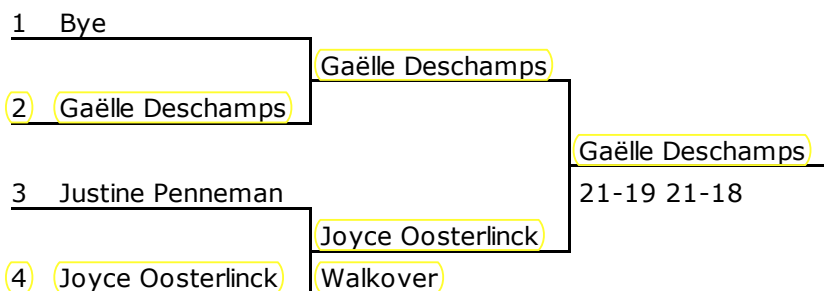 1 Bye
Gaëlle Deschamps
2 Gaëlle Deschamps
Gaëlle Deschamps
3 Justine Penneman
21-19 21-18
Joyce Oosterlinck
4 Joyce Oosterlinck
Walkover